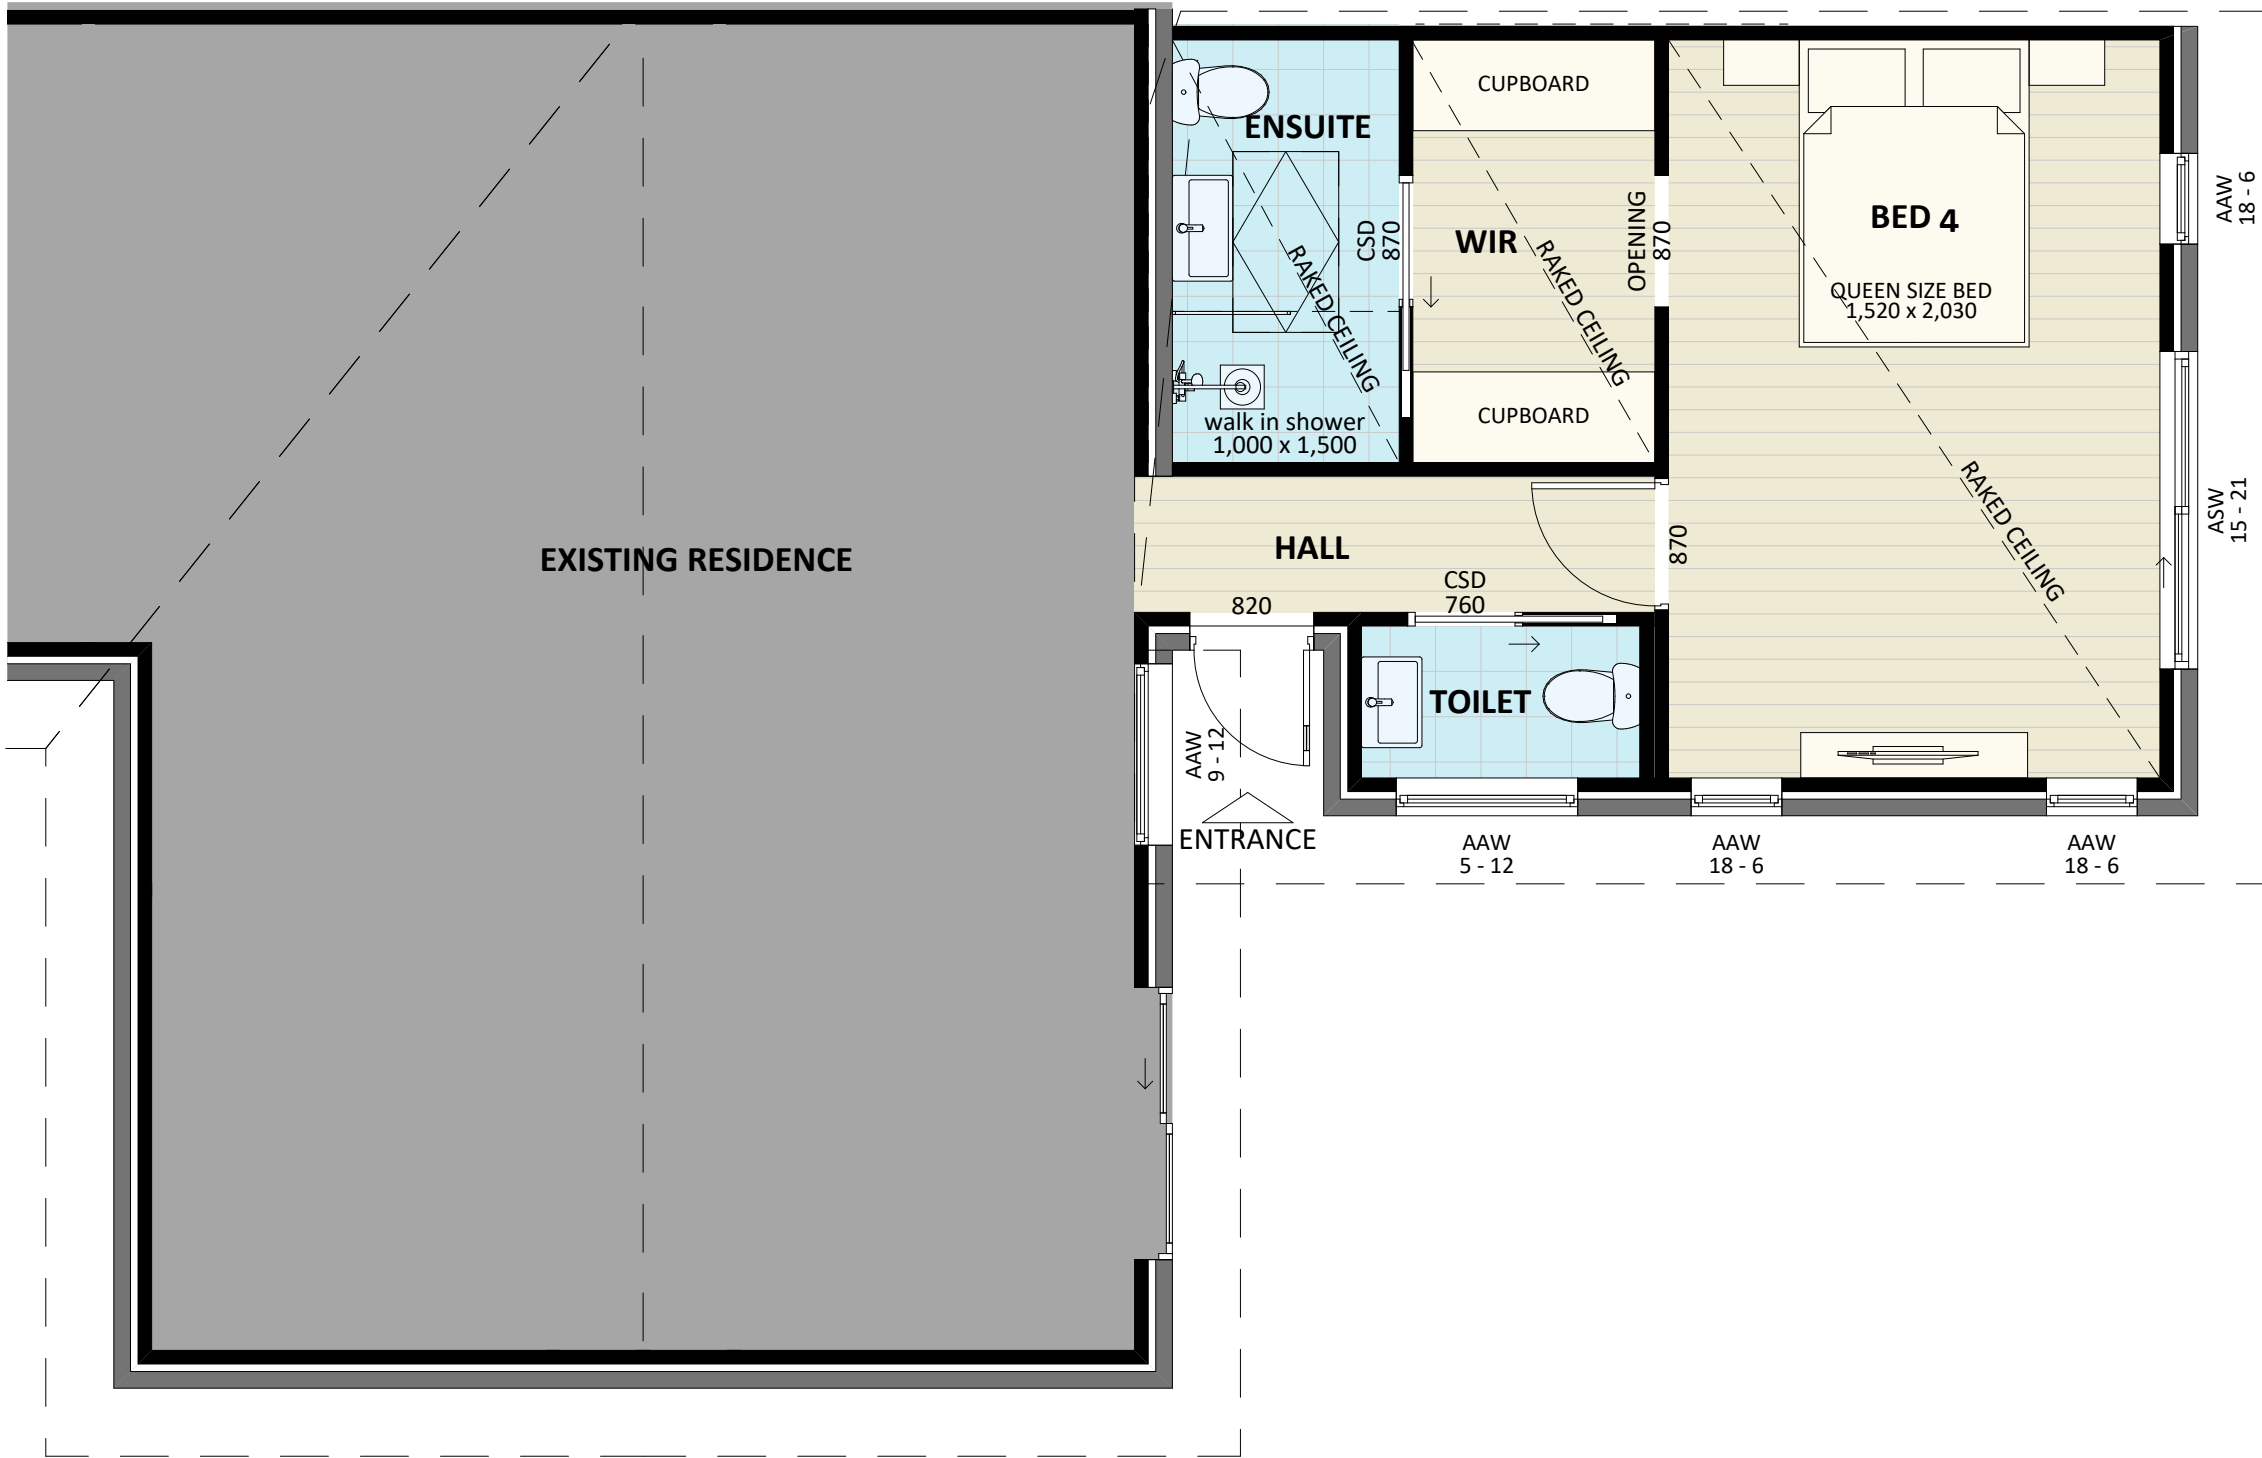 CUPBOARD
ENSUITE
AAW
18 - 6
BED 4
WIR
CSD
870
OPENING
870
RAKED CEILING
RAKED CEILING
QUEEN SIZE BED
1,520 x 2,030
CUPBOARD
walk in shower
1,000 x 1,500
RAKED CEILING
ASW
15 - 21
EXISTING RESIDENCE
HALL
870
CSD
760
820
TOILET
AAW
9 - 12
ENTRANCE
AAW
5 - 12
AAW
18 - 6
AAW
18 - 6